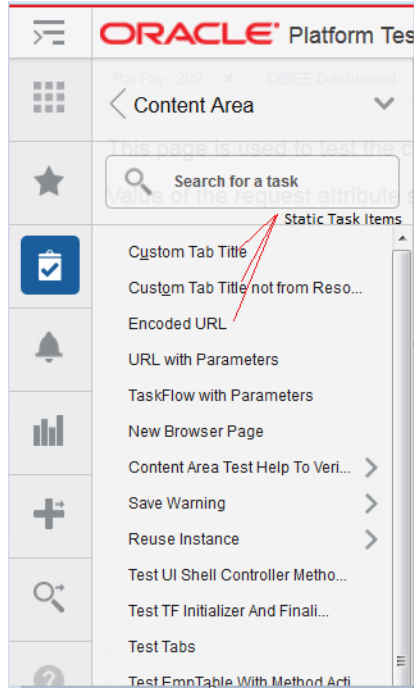 ORACLE® Platform Tes
Pat Fay 202 × OBIEE Dashboard
Content Area
This page is used to test the c
Search for a task
Value of the request attribute s
Static Task Items
Custom Tab Title
Custom Tab Title not from Reso...
Encoded URL
URL with Parameters
TaskFlow with Parameters
New Browser Page
Content Area Test Help To Veri...
Save Warning
Reuse Instance
Test UI Shell Controller Metho...
Test TF Initializer And Finali...
Test Tabs
Test EmpTable With Method Acti